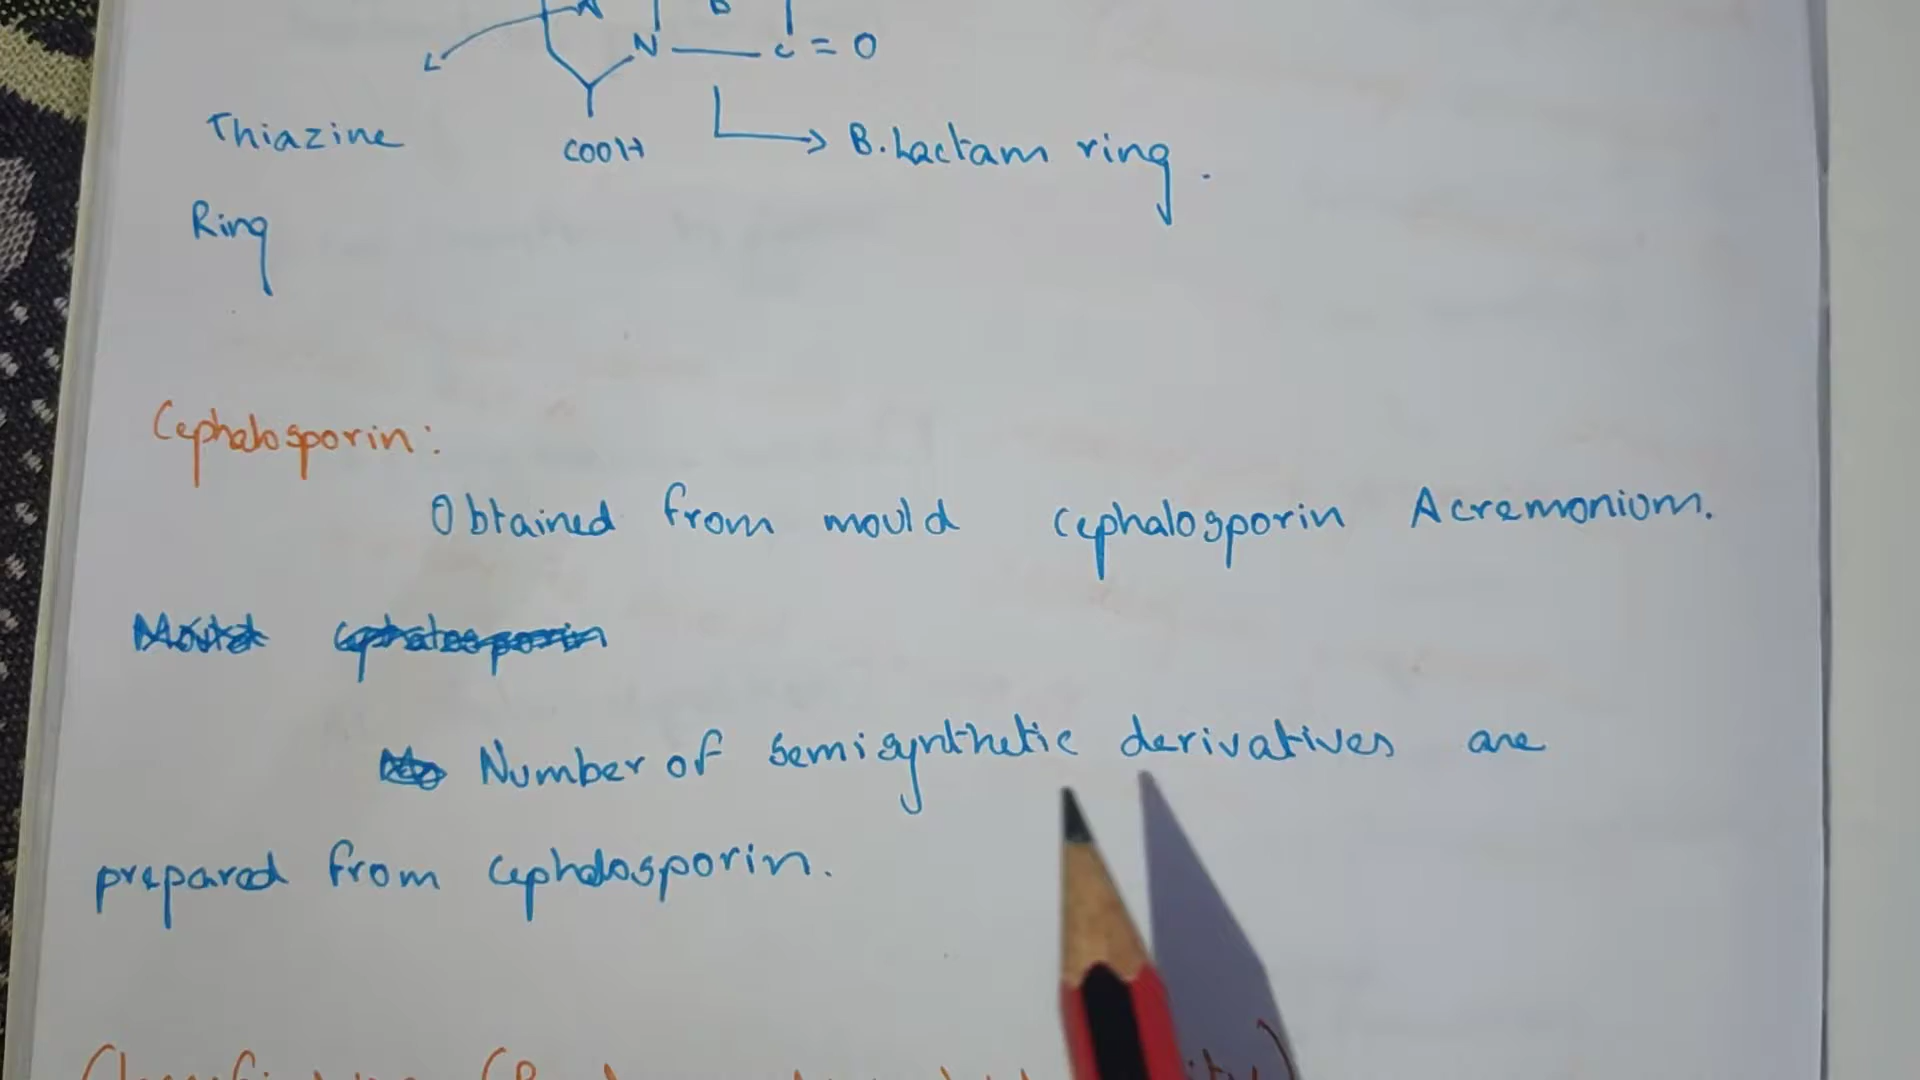 A B
N — C = O
Thiazine COOH → B.Lactam ring.
Ring
Cephalosporin:
Obtained from mould cephalosporin Acremonium.
Number of semisynthetic derivatives are
prepared from cephalosporin.